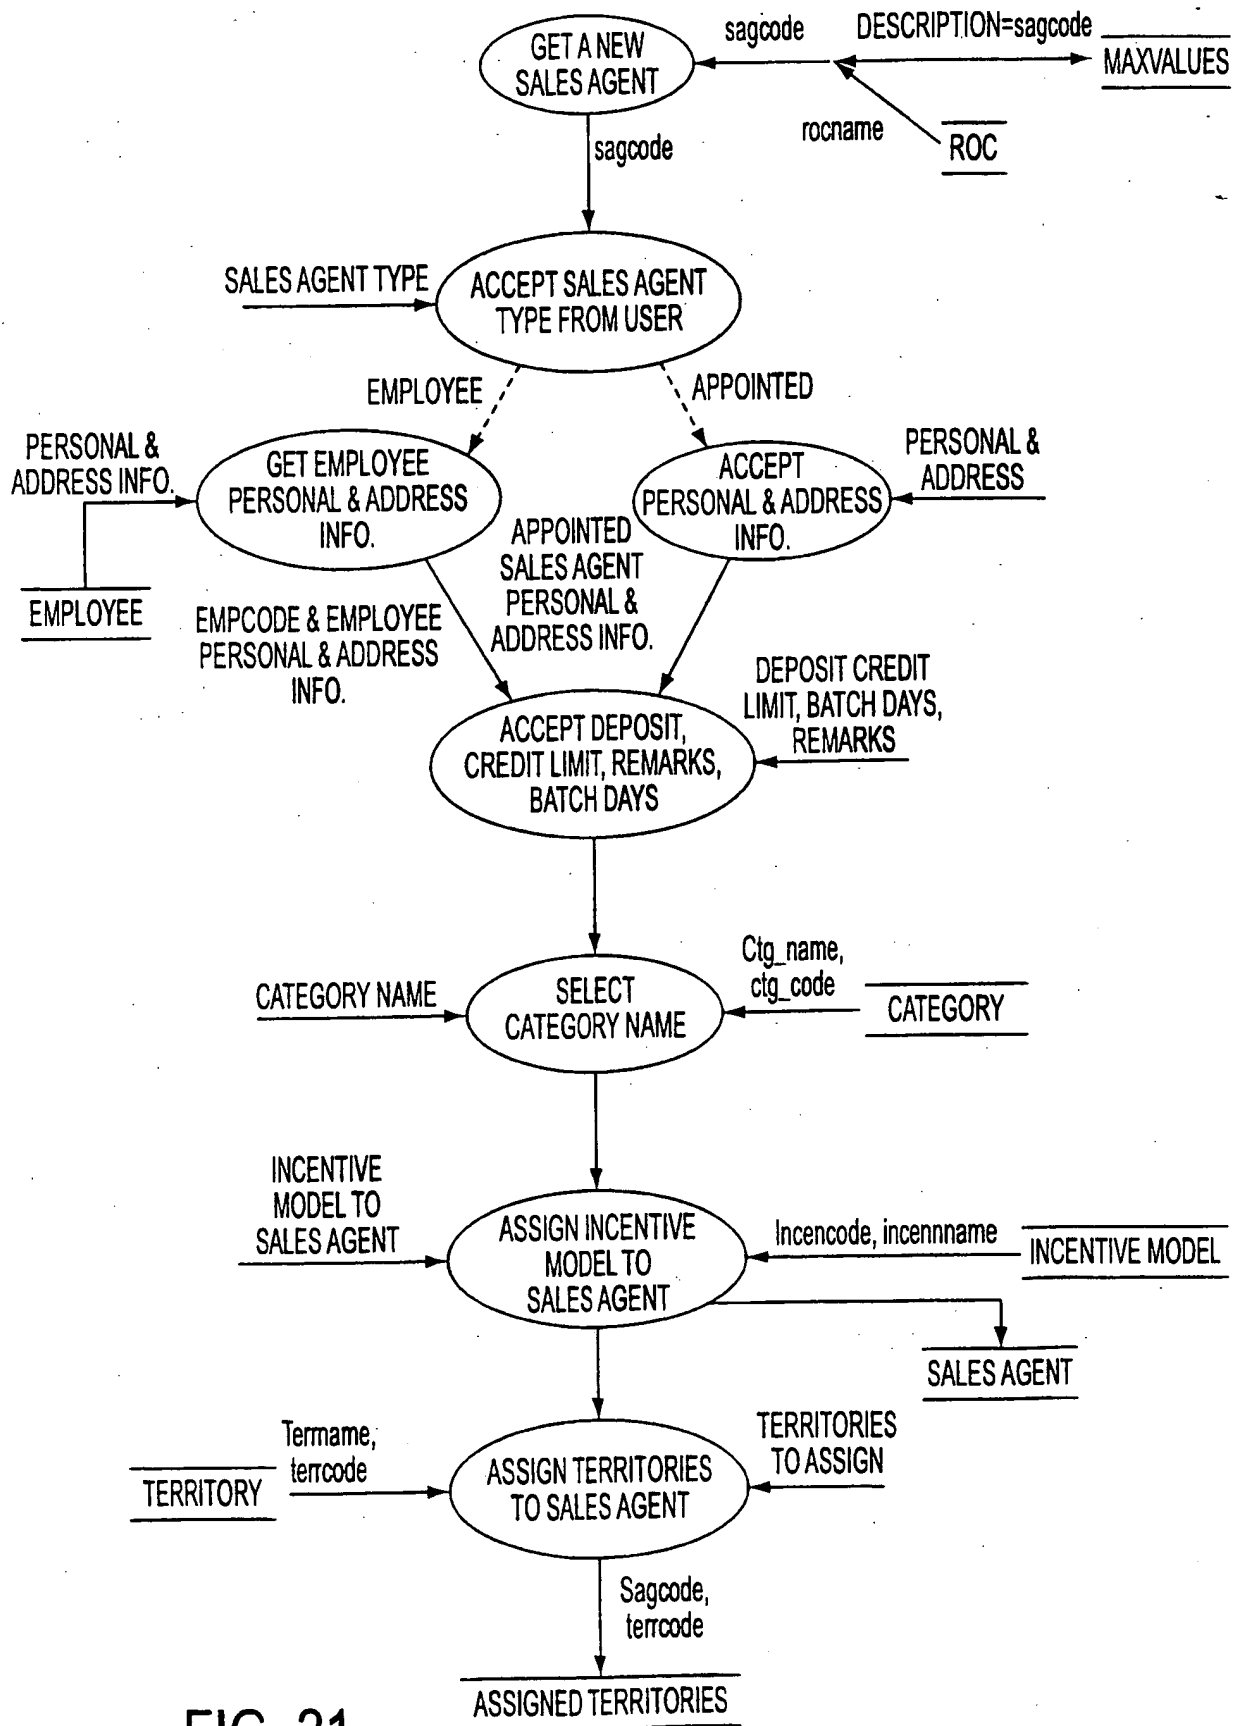 GET A NEW
SALES AGENT
sagcode
DESCRIPTION=sagcode
MAXVALUES
rocname
ROC
sagcode
SALES AGENT TYPE
ACCEPT SALES AGENT
TYPE FROM USER
EMPLOYEE
APPOINTED
PERSONAL &
ADDRESS INFO.
GET EMPLOYEE
PERSONAL & ADDRESS
INFO.
ACCEPT
PERSONAL & ADDRESS
INFO.
PERSONAL &
ADDRESS
EMPLOYEE
EMPCODE & EMPLOYEE
PERSONAL & ADDRESS
INFO.
APPOINTED
SALES AGENT
PERSONAL &
ADDRESS INFO.
DEPOSIT CREDIT
LIMIT, BATCH DAYS,
REMARKS
ACCEPT DEPOSIT,
CREDIT LIMIT, REMARKS,
BATCH DAYS
CATEGORY NAME
SELECT
CATEGORY NAME
Ctg_name,
ctg_code
CATEGORY
INCENTIVE
MODEL TO
SALES AGENT
ASSIGN INCENTIVE
MODEL TO
SALES AGENT
Incencode, incennname
INCENTIVE MODEL
SALES AGENT
Terrname,
terrcode
TERRITORY
ASSIGN TERRITORIES
TO SALES AGENT
TERRITORIES
TO ASSIGN
Sagcode,
terrcode
ASSIGNED TERRITORIES
FIG. 21